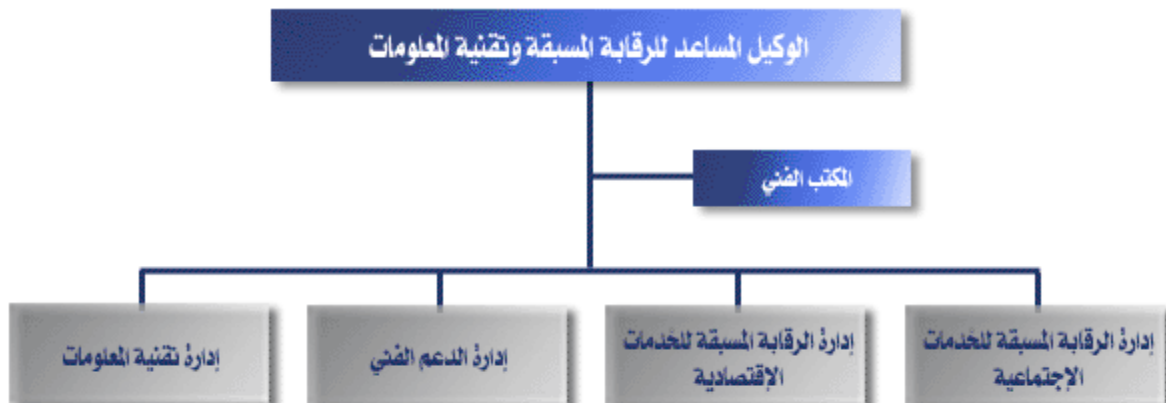 الوكيل المساعد للرقابة المسبقة وتقنية المعلومات
المكتب الفني
إدارة الرقابة المسبقة للخدمات
الإجتماعية
إدارة الرقابة المسبقة للخدمات
الإقتصادية
إدارة الدعم الفني
إدارة تقنية المعلومات